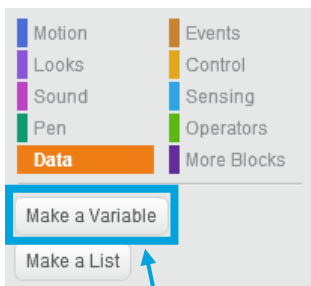 Motion
Events
Looks
Control
Sound
Sensing
Pen
Operators
Data
More Blocks
Make a Variable
Make a List